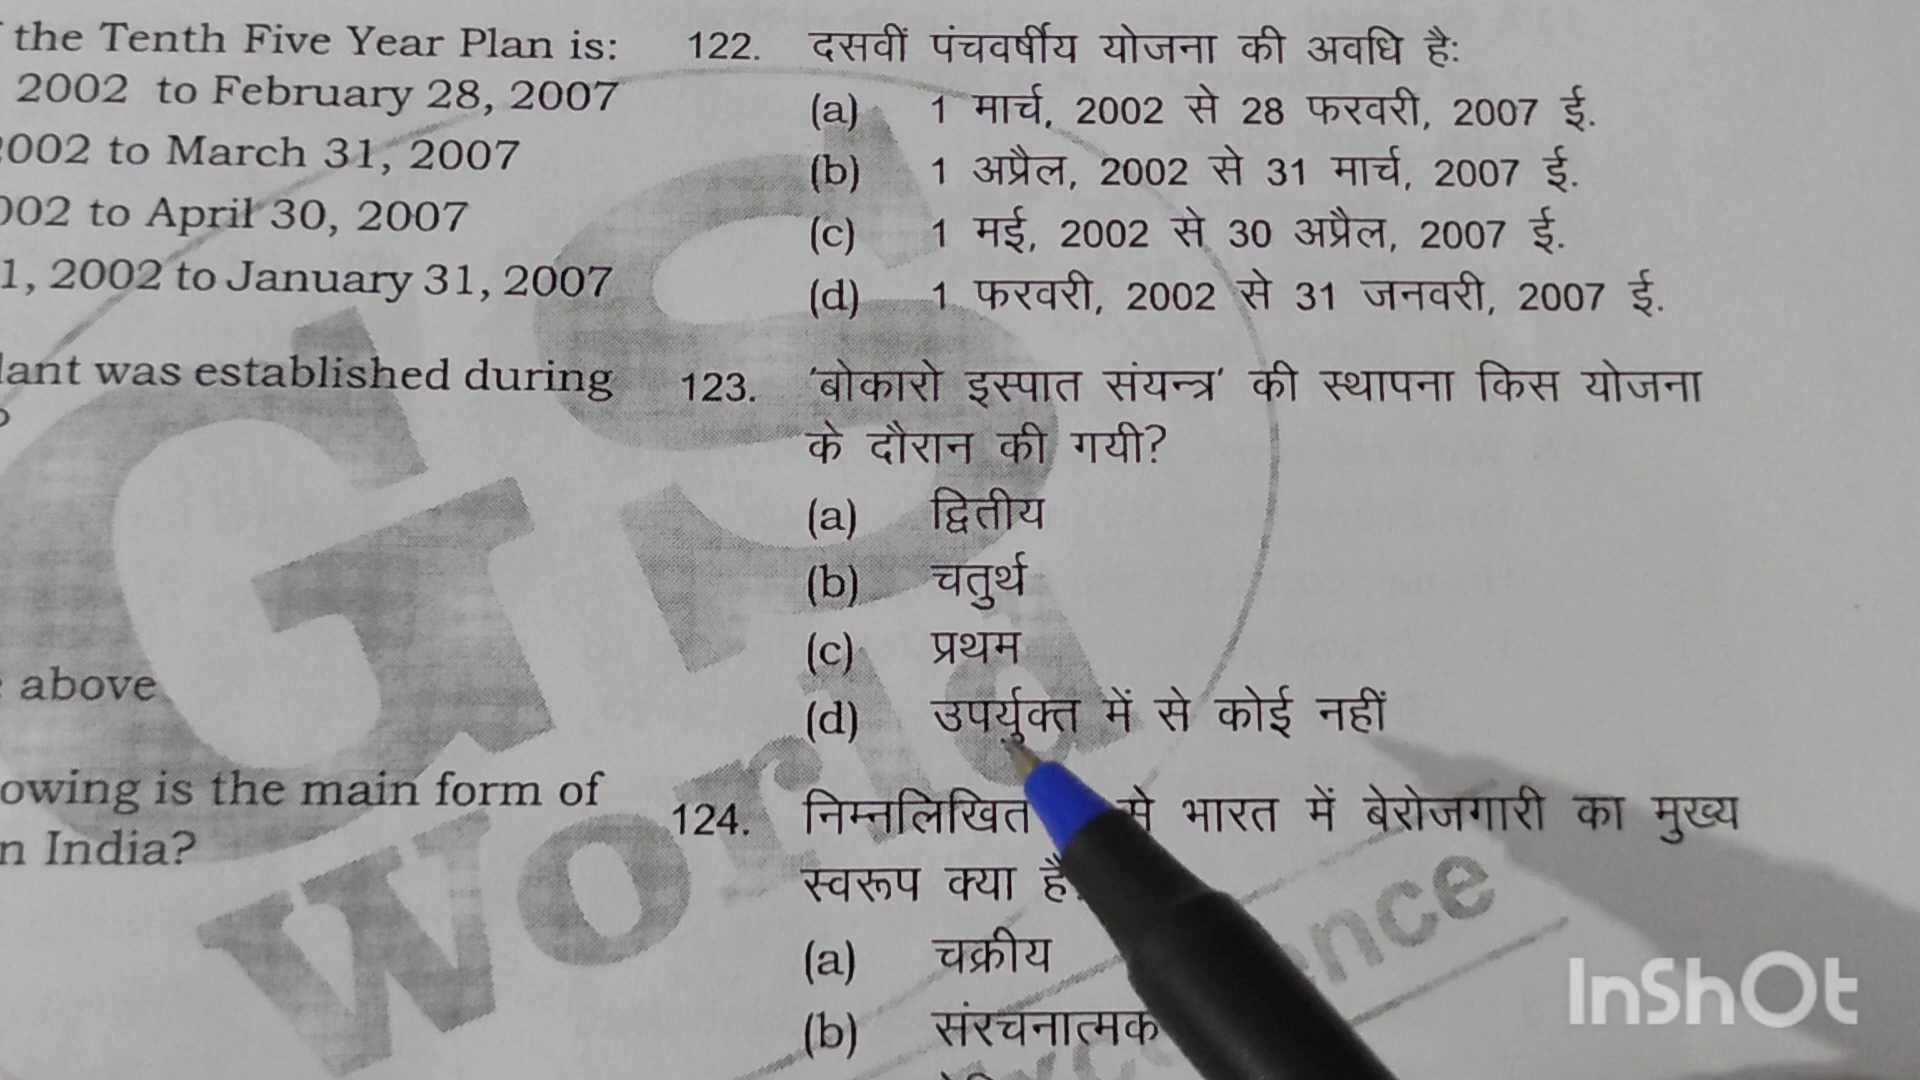 the Tenth Five Year Plan is:
2002 to February 28, 2007
2002 to March 31, 2007
002 to April 30, 2007
1, 2002 to January 31, 2007
lant was established during
above
owing is the main form of
n India?
122. दसवीं पंचवर्षीय योजना की अवधि है:
(a) 1 मार्च, 2002 से 28 फरवरी, 2007 ई.
(b) 1 अप्रैल, 2002 से 31 मार्च, 2007 ई.
(c) 1 मई, 2002 से 30 अप्रैल, 2007 ई.
(d) 1 फरवरी, 2002 से 31 जनवरी, 2007 ई.
123. 'बोकारो इस्पात संयन्त्र' की स्थापना किस योजना
के दौरान की गयी?
(a) द्वितीय
(b) चतुर्थ
(c) प्रथम
(d) उपर्युक्त में से कोई नहीं
124. निम्नलिखित से भारत में बेरोजगारी का मुख्य
स्वरूप क्या है
(a) चक्रीय
(b) संरचनात्मक
GS
World
ence
InShOt